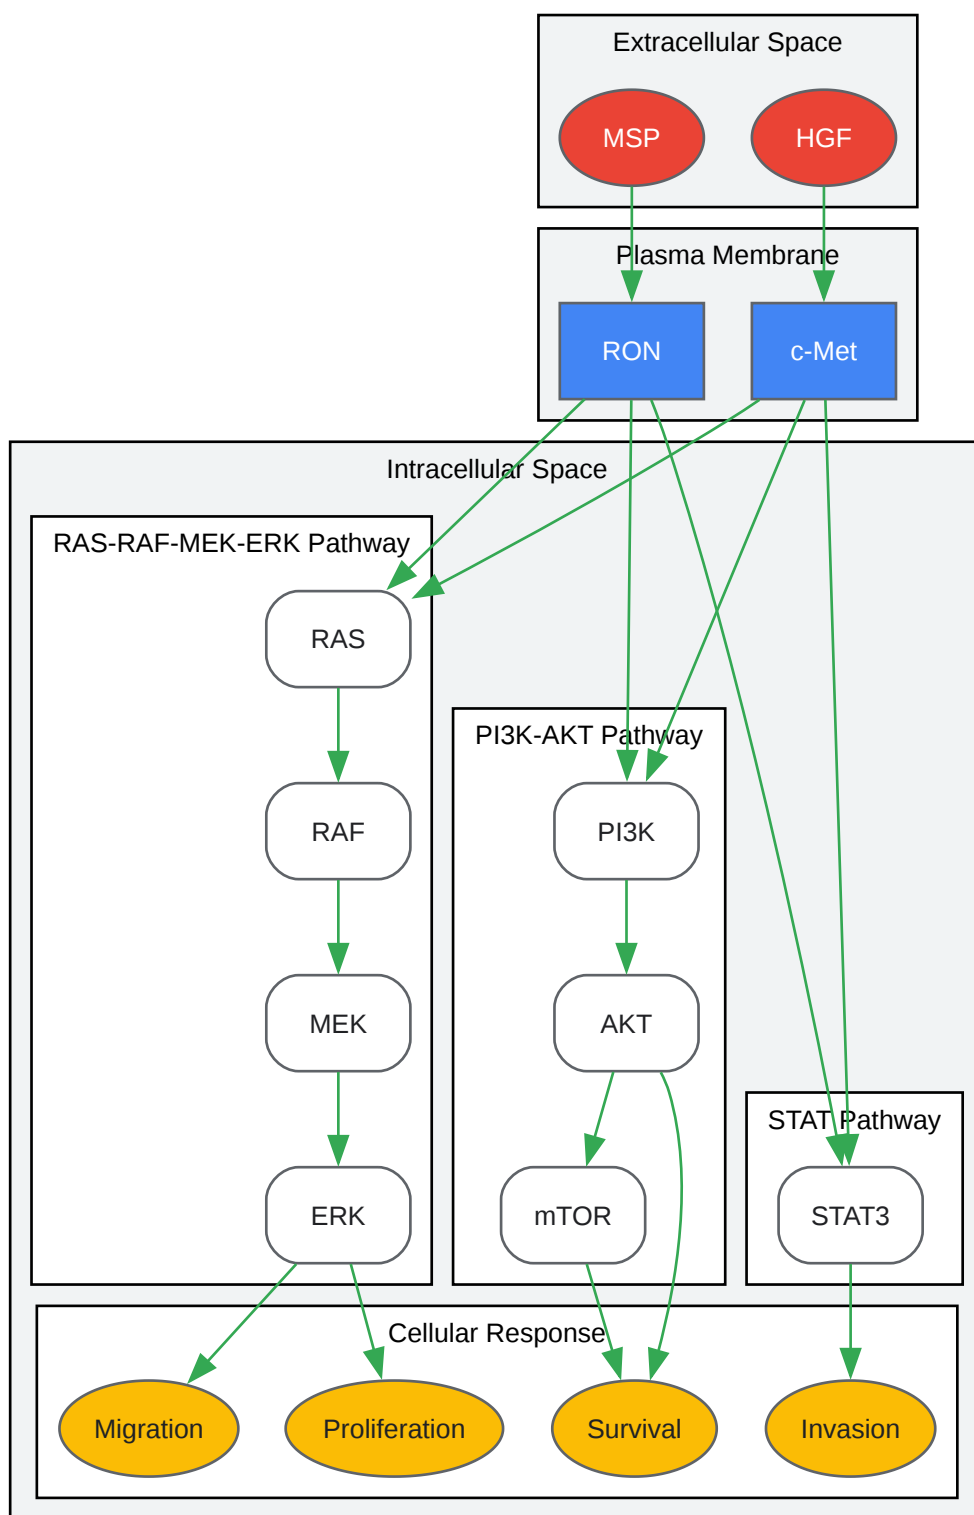 Extracellular Space
MSP
HGF
Plasma Membrane
RON
c-Met
Intracellular Space
RAS-RAF-MEK-ERK Pathway
RAS
RAF
MEK
ERK
PI3K-AKT Pathway
PI3K
AKT
mTOR
STAT Pathway
STAT3
Cellular Response
Migration
Proliferation
Survival
Invasion